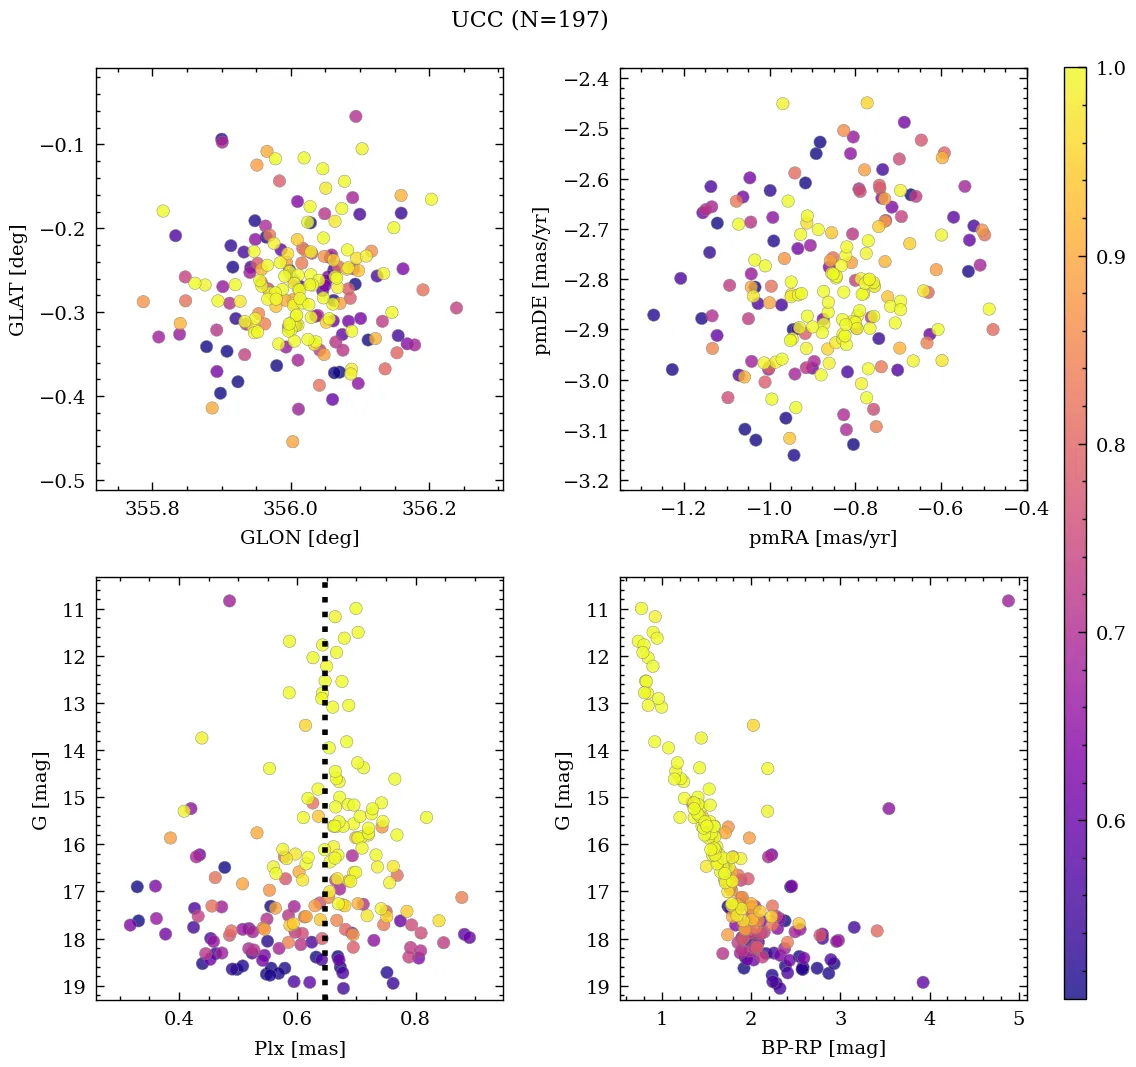 UCC (N=197)
−0.1
−0.2
−0.3
−0.4
−0.5
GLAT [deg]
355.8 356.0 356.2
GLON [deg]
−2.4
−2.5
−2.6
−2.7
−2.8
−2.9
−3.0
−3.1
−3.2
pmDE [mas/yr]
−1.2 −1.0 −0.8 −0.6 −0.4
pmRA [mas/yr]
1.0
0.9
0.8
0.7
0.6
11
12
13
14
15
16
17
18
19
G [mag]
0.4 0.6 0.8
Plx [mas]
11
12
13
14
15
16
17
18
19
G [mag]
1 2 3 4 5
BP-RP [mag]